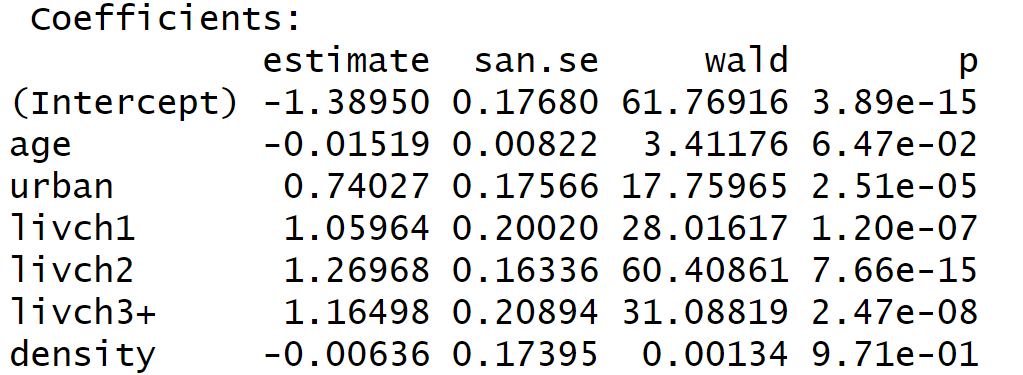 Coefficients:
estimate san.se wald p
(Intercept) -1.38950 0.17680 61.76916 3.89e-15
age -0.01519 0.00822 3.41176 6.47e-02
urban 0.74027 0.17566 17.75965 2.51e-05
livch1 1.05964 0.20020 28.01617 1.20e-07
livch2 1.26968 0.16336 60.40861 7.66e-15
livch3+ 1.16498 0.20894 31.08819 2.47e-08
density -0.00636 0.17395 0.00134 9.71e-01